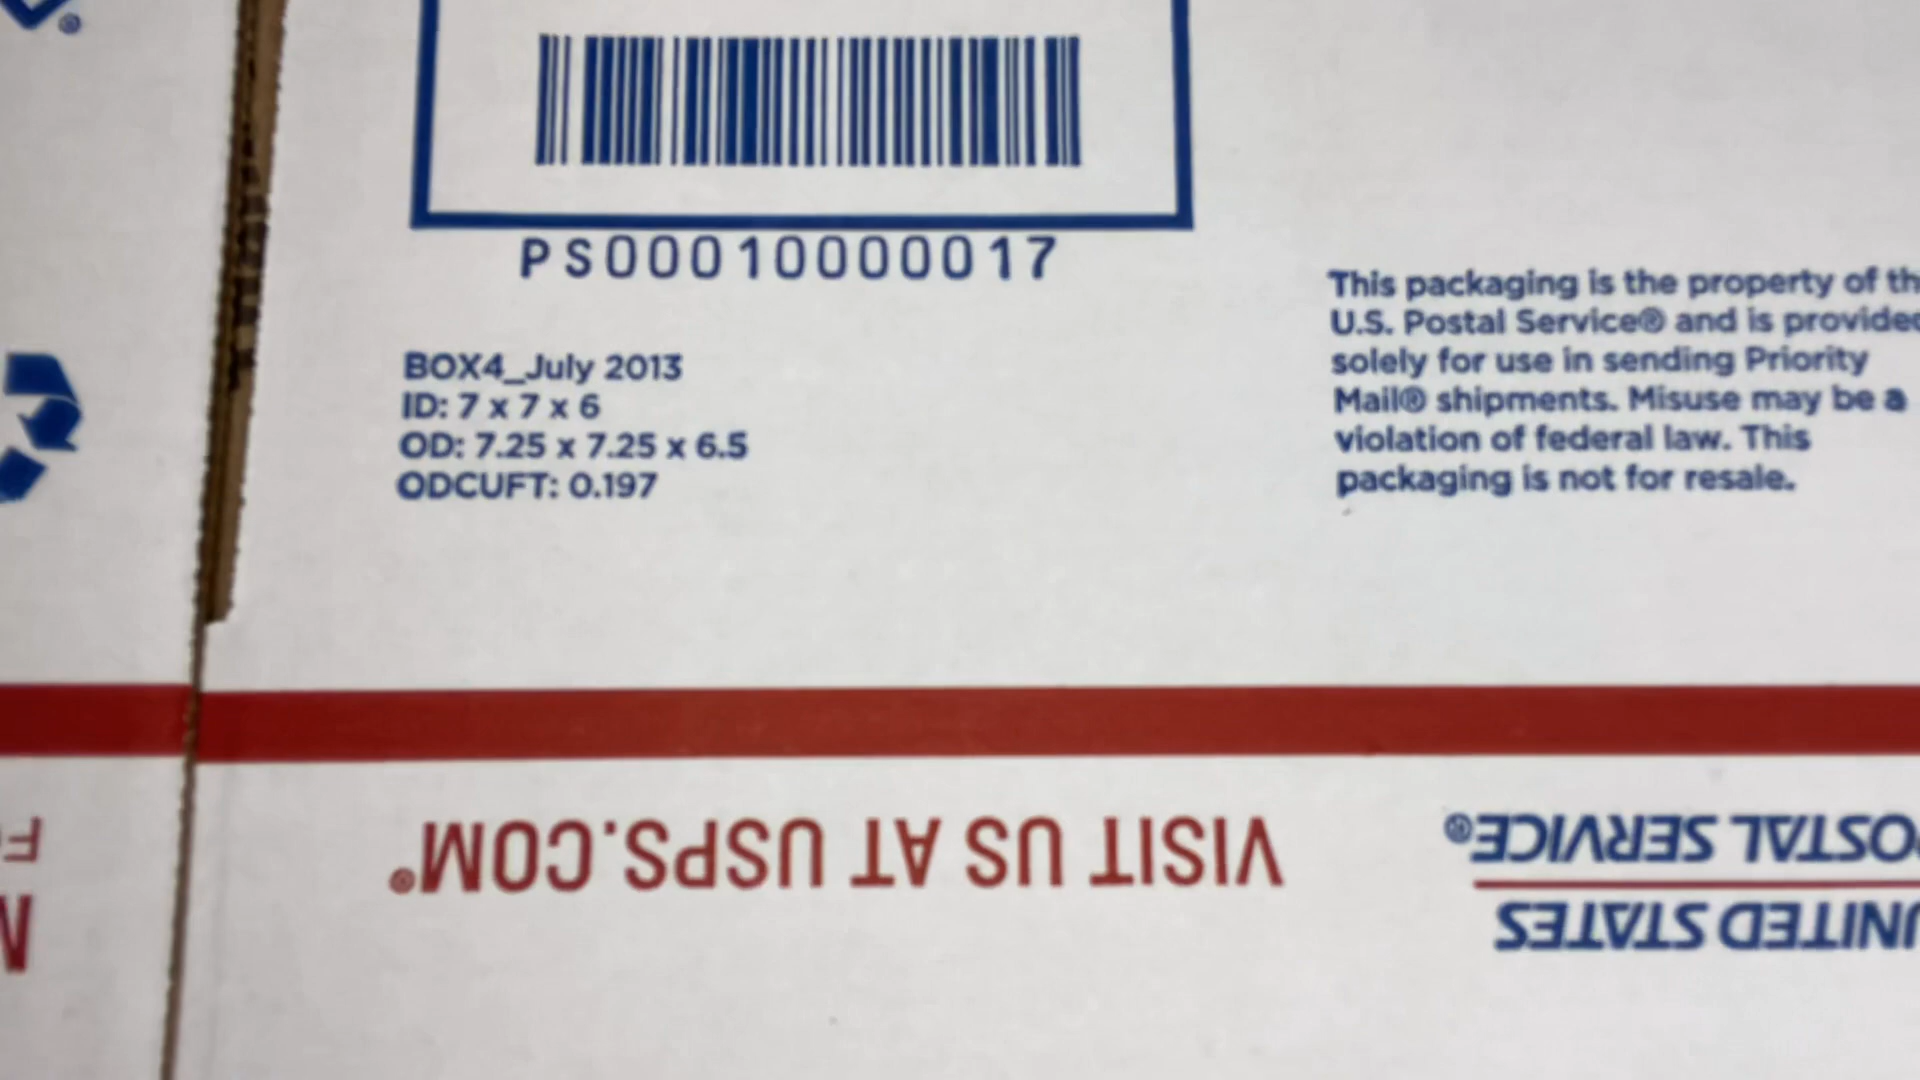 PS00010000017
BOX4_July 2013
ID: 7 x 7 x 6
OD: 7.25 x 7.25 x 6.5
ODCUFT: 0.197
This packaging is the property of th
U.S. Postal Service® and is provided
solely for use in sending Priority
Mail® shipments. Misuse may be a
violation of federal law. This
packaging is not for resale.
VISIT US AT USPS.COM®
UNITED STATES
OSTAL SERVICE®